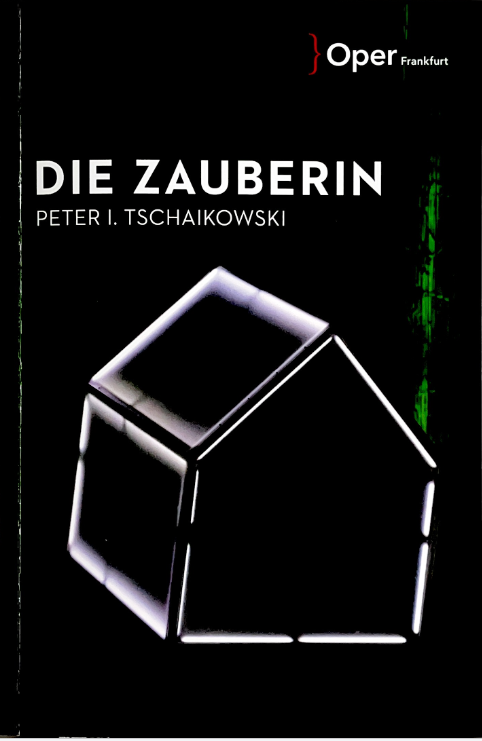 Oper Frankfurt
DIE ZAUBERIN
PETER I. TSCHAIKOWSKI